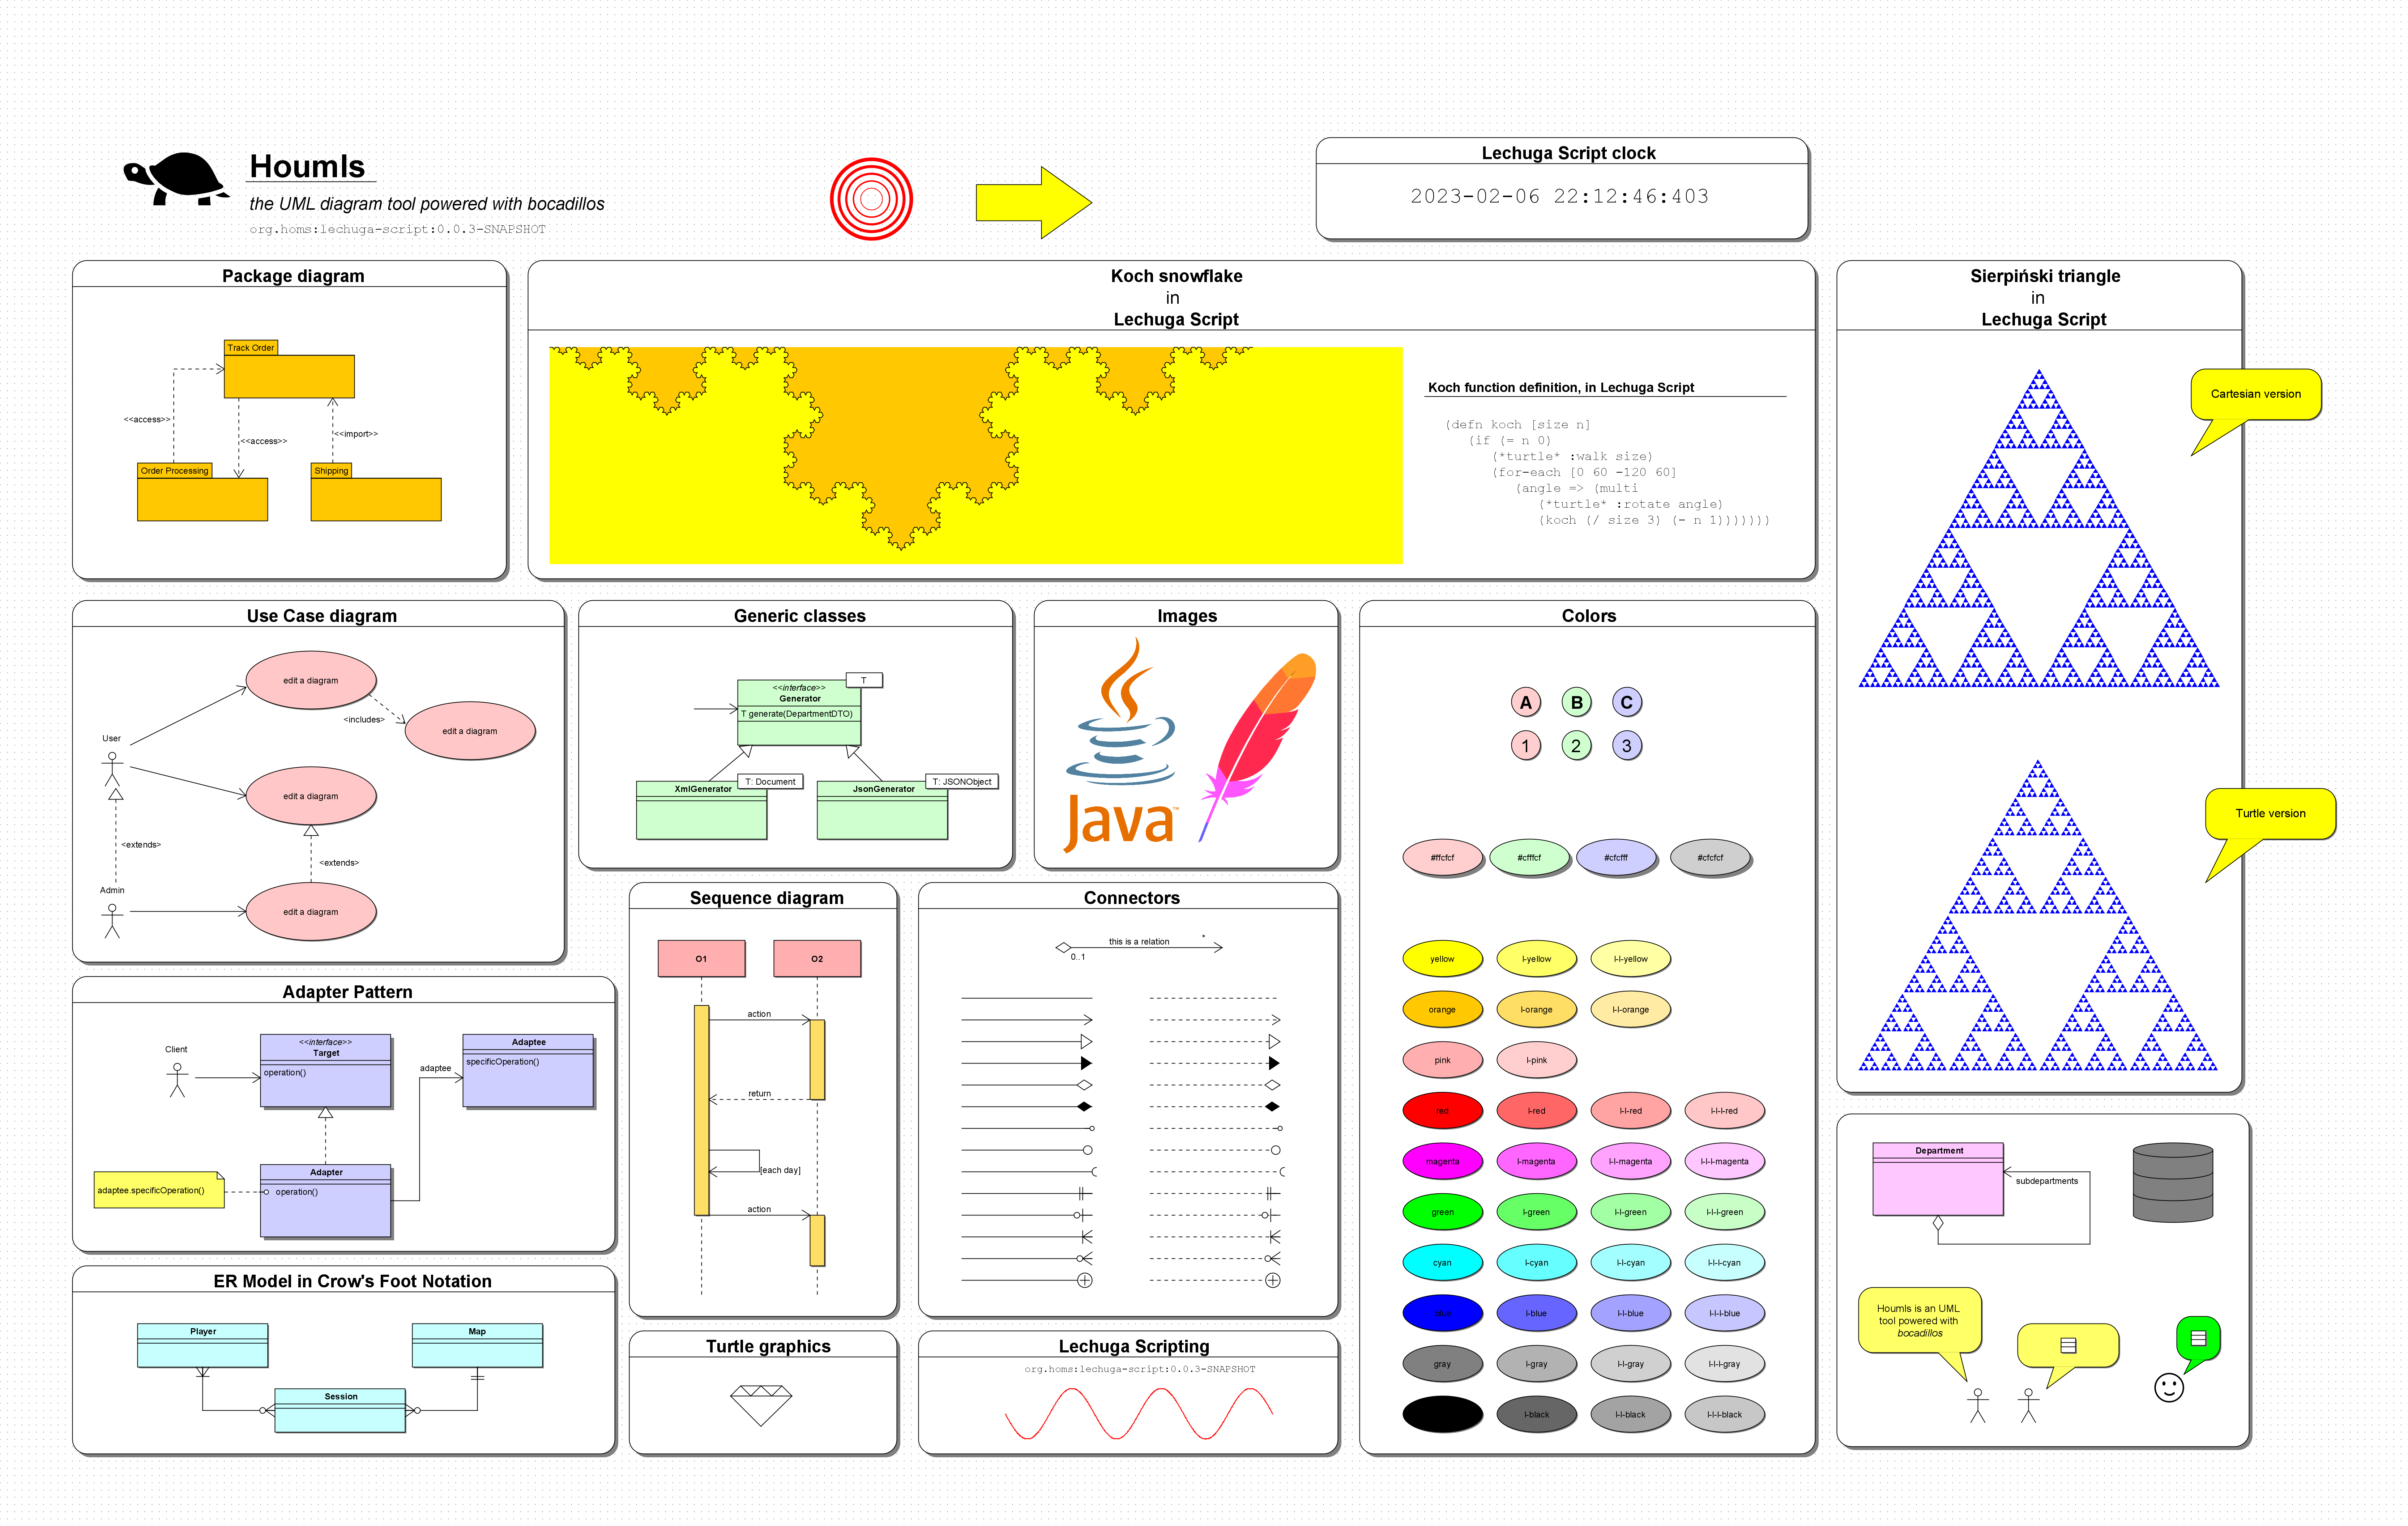 Houmls
the UML diagram tool powered with bocadillos
org.homs:lechuga-script:0.0.3-SNAPSHOT
Lechuga Script clock
2023-02-06 22:12:46:403
Package diagram
Track Order
<<access>>
<<access>>
<<import>>
Order Processing
Shipping
Koch snowflake
in
Lechuga Script
Koch function definition, in Lechuga Script
(defn koch [size n]
(if (= n 0)
(*turtle* :walk size)
(for-each [0 60 -120 60]
(angle => (multi
(*turtle* :rotate angle)
(koch (/ size 3) (- n 1)))))))
Sierpiński triangle
in
Lechuga Script
Cartesian version
Turtle version
Use Case diagram
edit a diagram
<includes>
edit a diagram
User
edit a diagram
<extends>
<extends>
Admin
edit a diagram
Generic classes
T
<<interface>>
Generator
T generate(DepartmentDTO)
T: Document
XmlGenerator
T: JSONObject
JsonGenerator
Images
Java™
Colors
A B C
1 2 3
#ffcfcf #cfffcf #cfcfff #cfcfcf
yellow l-yellow l-l-yellow
orange l-orange l-l-orange
pink l-pink
red l-red l-l-red l-l-l-red
magenta l-magenta l-l-magenta l-l-l-magenta
green l-green l-l-green l-l-l-green
cyan l-cyan l-l-cyan l-l-l-cyan
blue l-blue l-l-blue l-l-l-blue
gray l-gray l-l-gray l-l-l-gray
l-black l-l-black l-l-l-black
Adapter Pattern
Client
<<interface>>
Target
operation()
adaptee
Adaptee
specificOperation()
Adapter
operation()
adaptee.specificOperation()
Sequence diagram
O1 O2
action
return
[each day]
action
Connectors
this is a relation
*
0..1
ER Model in Crow's Foot Notation
Player
Map
Session
Turtle graphics
Lechuga Scripting
org.homs:lechuga-script:0.0.3-SNAPSHOT
Department
subdepartments
Houmls is an UML
tool powered with
bocadillos